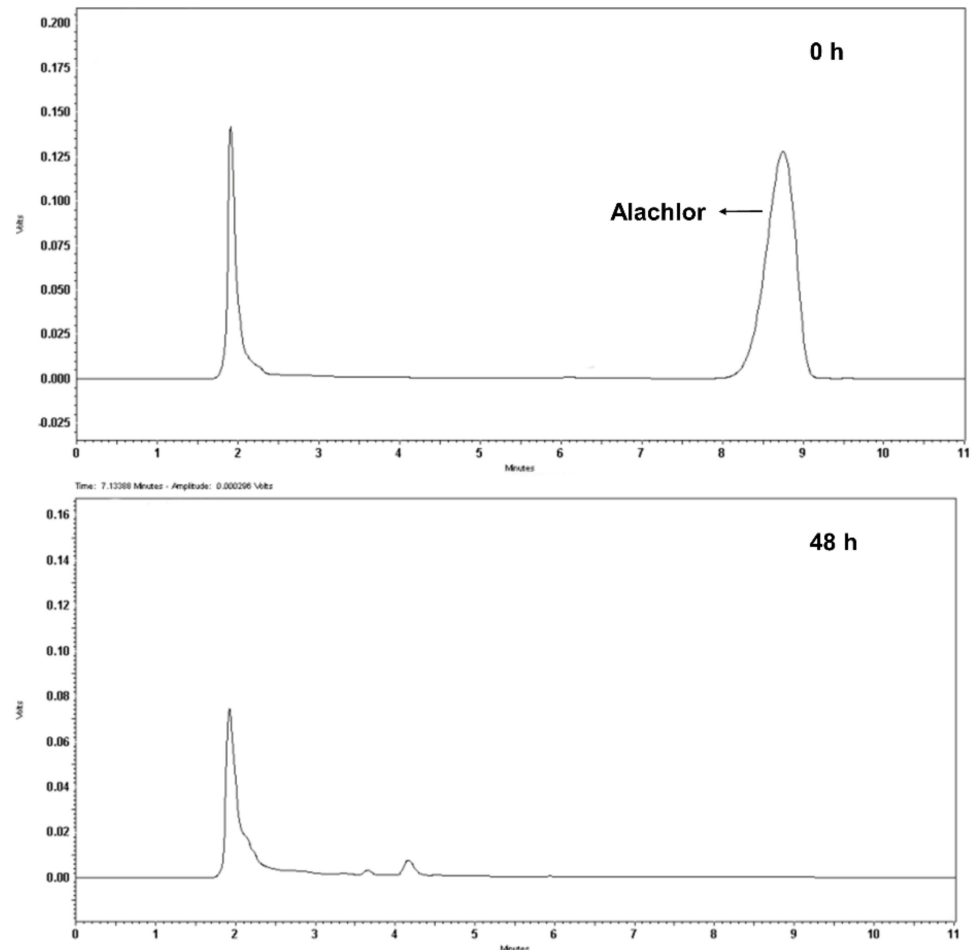 0.200
0 h
0.175
0.150
0.125
0.100
Alachlor
Volts
0.075
0.050
0.025
0.000
-0.025
0 1 2 3 4 5 6 7 8 9 10 11
Minutes
Time: 7.13388 Minutes - Amplitude: 0.000296 Volts
0.16
48 h
0.14
0.12
0.10
0.08
Volts
0.06
0.04
0.02
0.00
0 1 2 3 4 5 6 7 8 9 10 11
Minutes